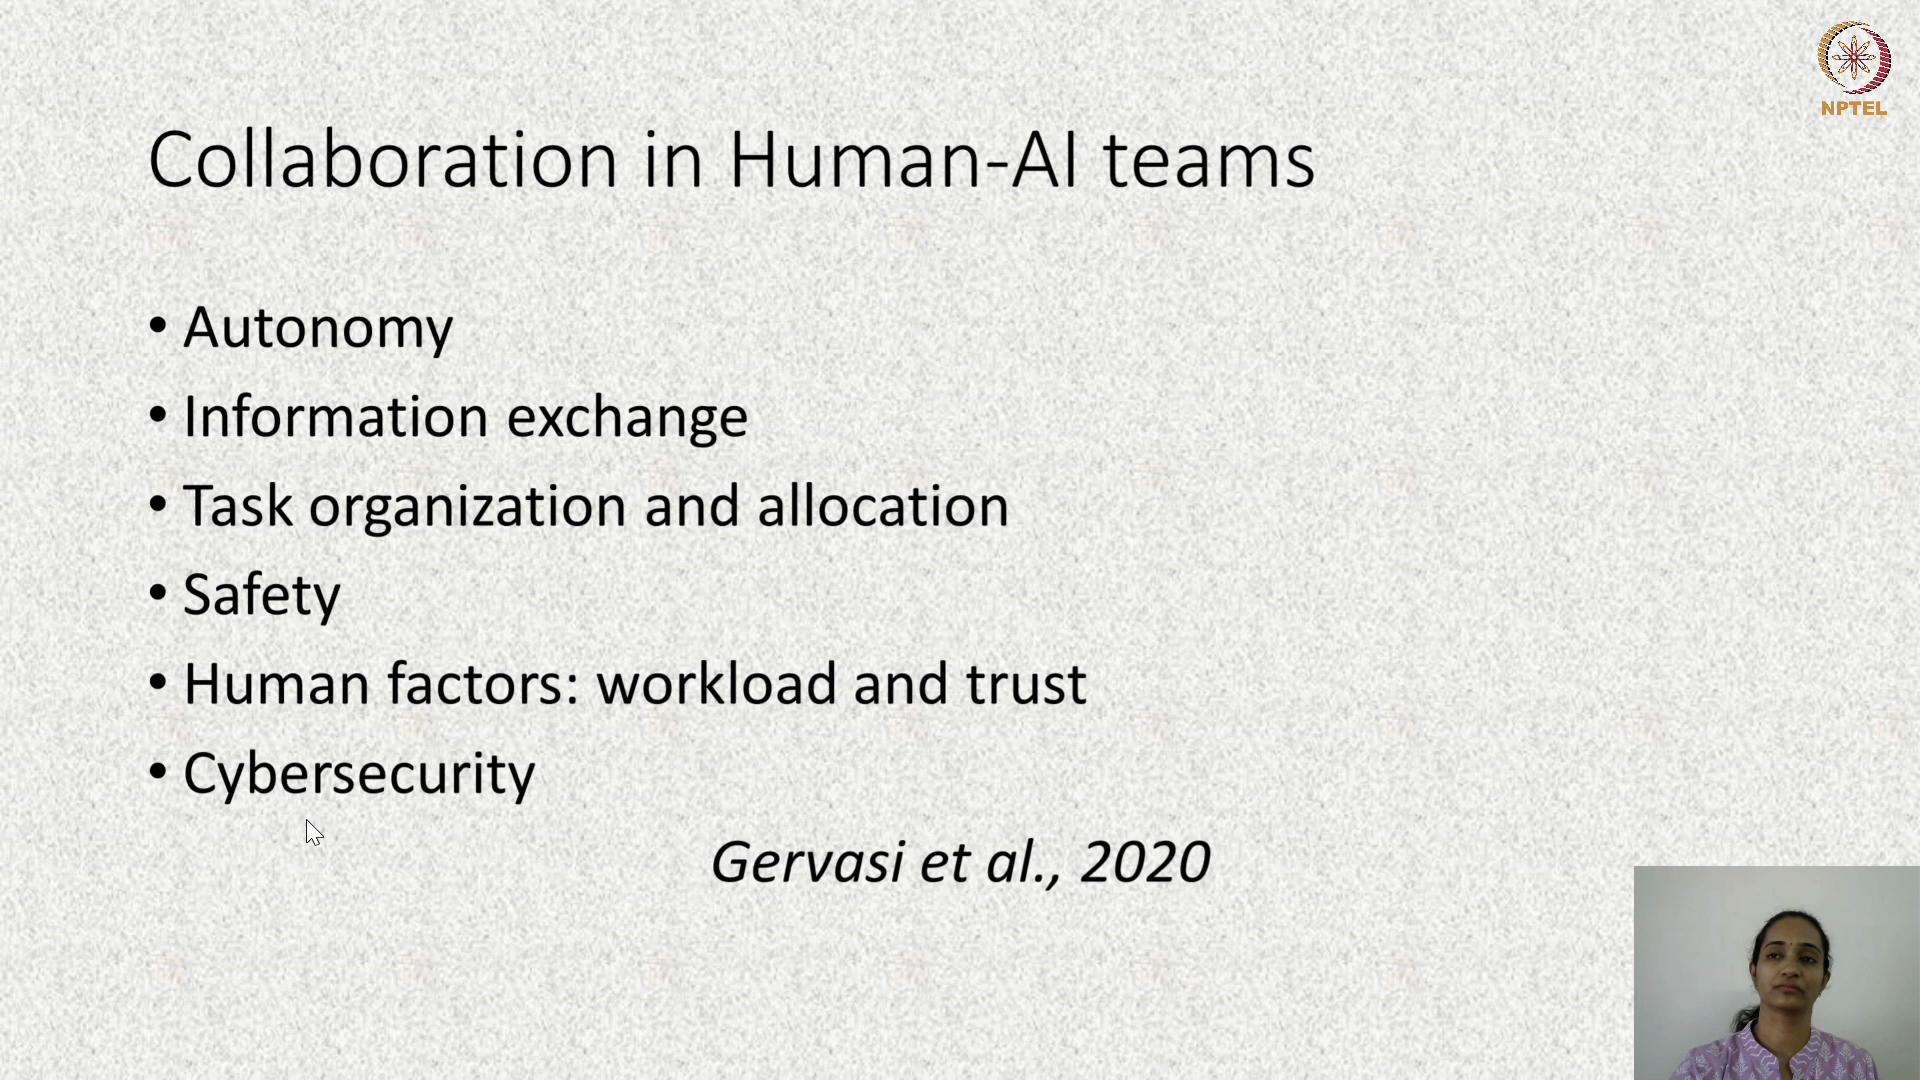 NPTEL
Collaboration in Human-AI teams
• Autonomy
• Information exchange
• Task organization and allocation
• Safety
• Human factors: workload and trust
• Cybersecurity
Gervasi et al., 2020